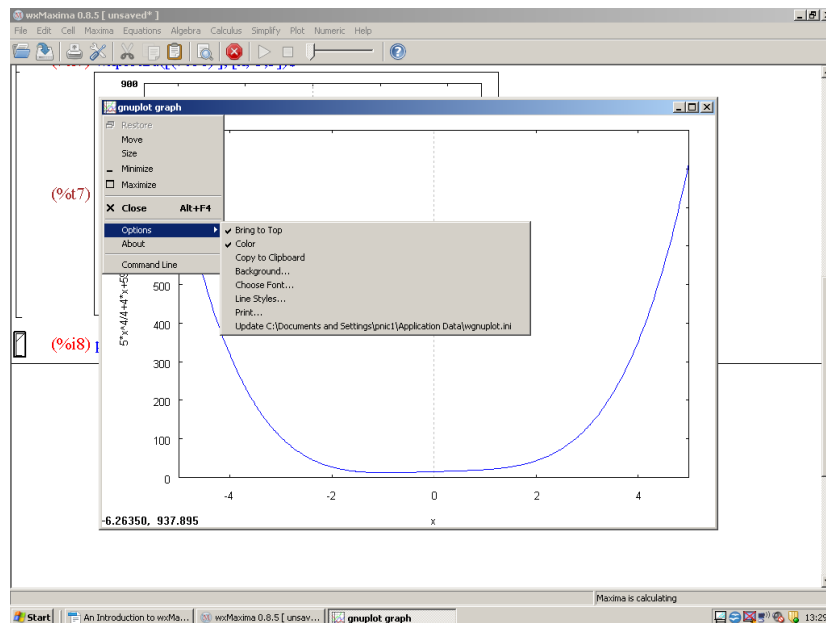 wxMaxima 0.8.5 [ unsaved* ]
File Edit Cell Maxima Equations Algebra Calculus Simplify Plot Numeric Help
900
gnuplot graph
Restore
Move
Size
Minimize
Maximize
(%t7)
Close Alt+F4
Options
About
Command Line
Bring to Top
Color
Copy to Clipboard
Background...
Choose Font...
Line Styles...
Print...
Update C:\Documents and Settings\pnic1\Application Data\wgnuplot.ini
500
400
300
200
100
0
(%i8)
-4 -2 0 2 4
x
-6.26350, 937.895
Maxima is calculating
Start An Introduction to wxMa... wxMaxima 0.8.5 [ unsav... gnuplot graph 13:29